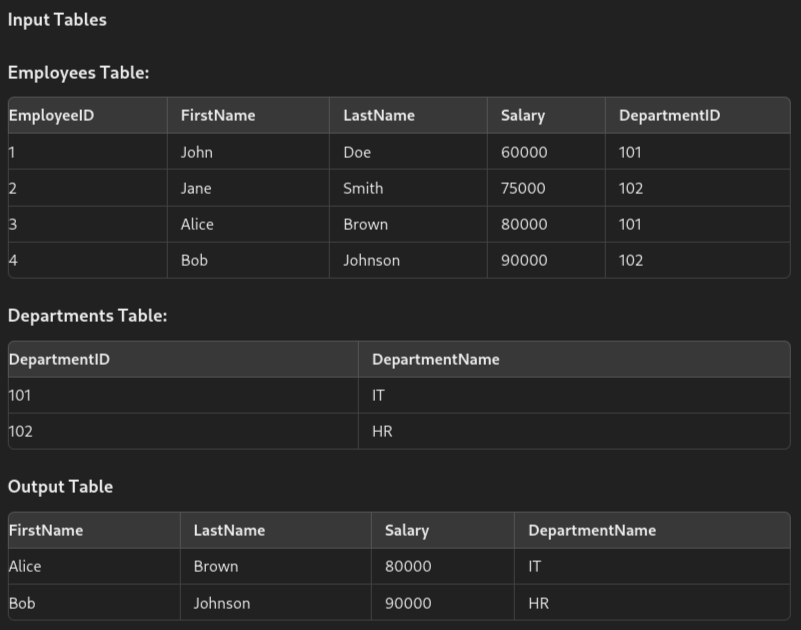 Input Tables
Employees Table:
EmployeeID FirstName LastName Salary DepartmentID
1 John Doe 60000 101
2 Jane Smith 75000 102
3 Alice Brown 80000 101
4 Bob Johnson 90000 102
Departments Table:
DepartmentID DepartmentName
101 IT
102 HR
Output Table
FirstName LastName Salary DepartmentName
Alice Brown 80000 IT
Bob Johnson 90000 HR